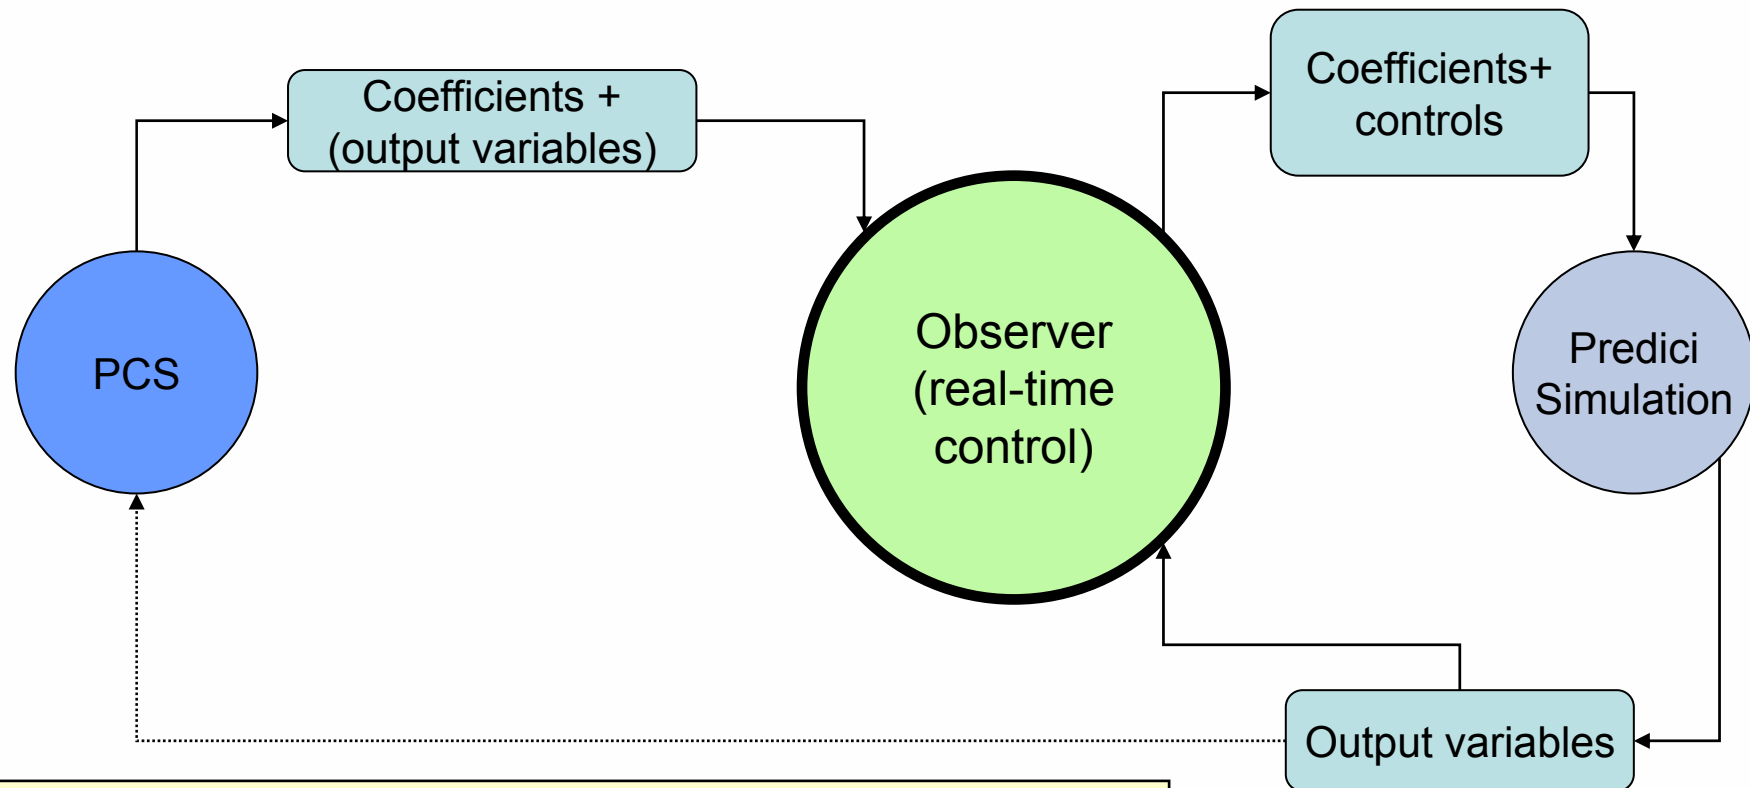 Coefficients +
(output variables)
Coefficients+
controls
PCS
Observer
(real-time
control)
Predici
Simulation
Output variables